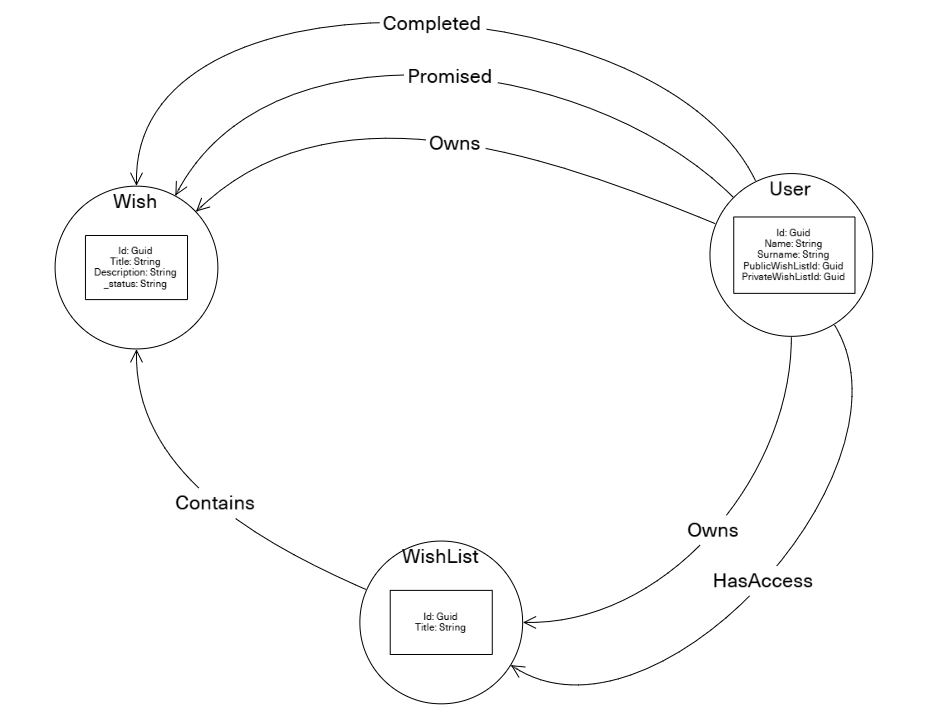 Completed
Promised
Owns
Wish
Id: Guid
Title: String
Description: String
_status: String
User
Id: Guid
Name: String
Surname: String
PublicWishListId: Guid
PrivateWishListId: Guid
Contains
Owns
HasAccess
WishList
Id: Guid
Title: String